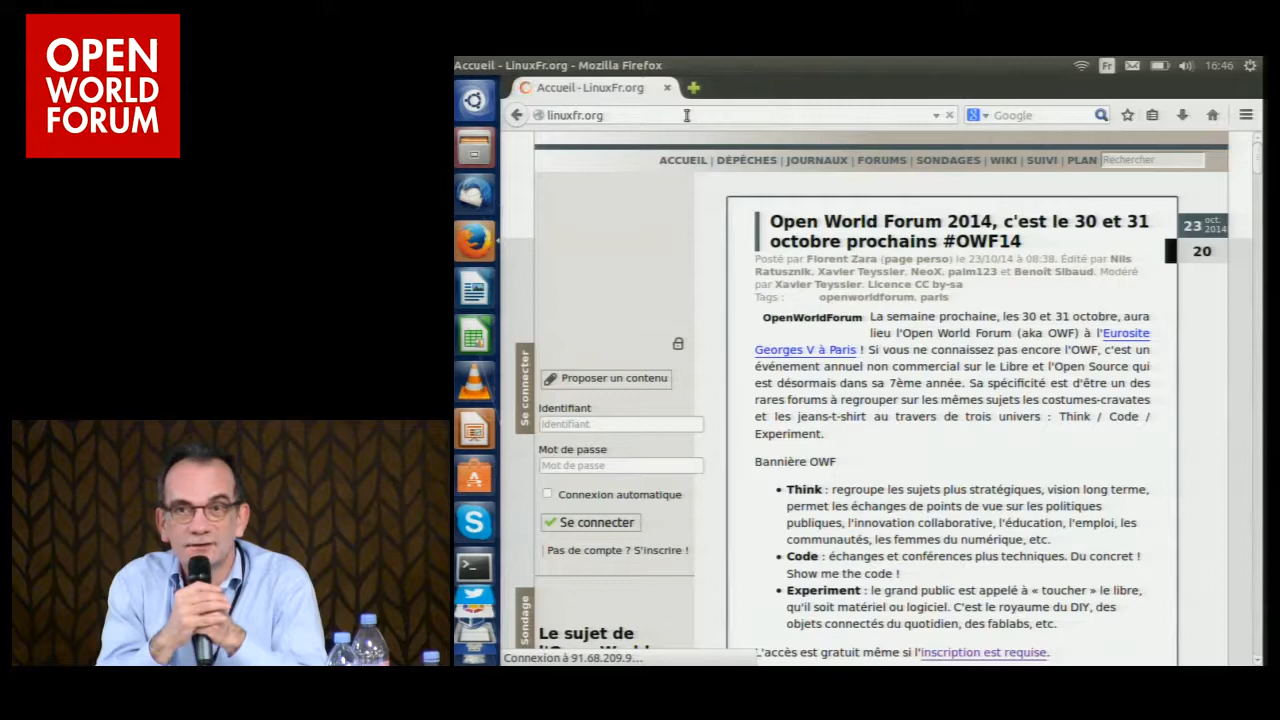 OPEN
WORLD
FORUM
Accueil - LinuxFr.org - Mozilla Firefox
Fr
16:46
Accueil - LinuxFr.org
linuxfr.org
Google
ACCUEIL | DÉPÊCHES | JOURNAUX | FORUMS | SONDAGES | WIKI | SUIVI | PLAN
Rechercher
Open World Forum 2014, c'est le 30 et 31
octobre prochains #OWF14
23 oct. 2014
20
Posté par Florent Zara (page perso) le 23/10/14 à 08:38. Édité par Nils
Ratusznik, Xavier Teyssier, NeoX, palm123 et Benoît Sibaud. Modéré
par Xavier Teyssier. Licence CC by-sa
Tags : openworldforum, paris
OpenWorldForum La semaine prochaine, les 30 et 31 octobre, aura
lieu l'Open World Forum (aka OWF) à l'Eurosite
Georges V à Paris ! Si vous ne connaissez pas encore l'OWF, c'est un
événement annuel non commercial sur le Libre et l'Open Source qui
est désormais dans sa 7ème année. Sa spécificité est d'être un des
rares forums à regrouper sur les mêmes sujets les costumes-cravates
et les jeans-t-shirt au travers de trois univers : Think / Code /
Experiment.
Bannière OWF
• Think : regroupe les sujets plus stratégiques, vision long terme,
permet les échanges de points de vue sur les politiques
publiques, l'innovation collaborative, l'éducation, l'emploi, les
communautés, les femmes du numérique, etc.
• Code : échanges et conférences plus techniques. Du concret !
Show me the code !
• Experiment : le grand public est appelé à « toucher » le libre,
qu'il soit matériel ou logiciel. C'est le royaume du DIY, des
objets connectés du quotidien, des fablabs, etc.
L'accès est gratuit même si l'inscription est requise.
Se connecter
Proposer un contenu
Identifiant
Identifiant
Mot de passe
Mot de passe
Connexion automatique
Se connecter
Pas de compte ? S'inscrire !
Sondage
Le sujet de
l'Open World
Connexion à 91.68.209.9...